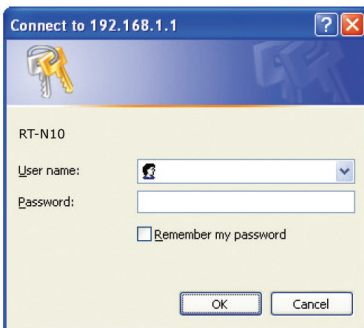 Connect to 192.168.1.1
RT-N10
User name:
Password:
Remember my password
OK
Cancel